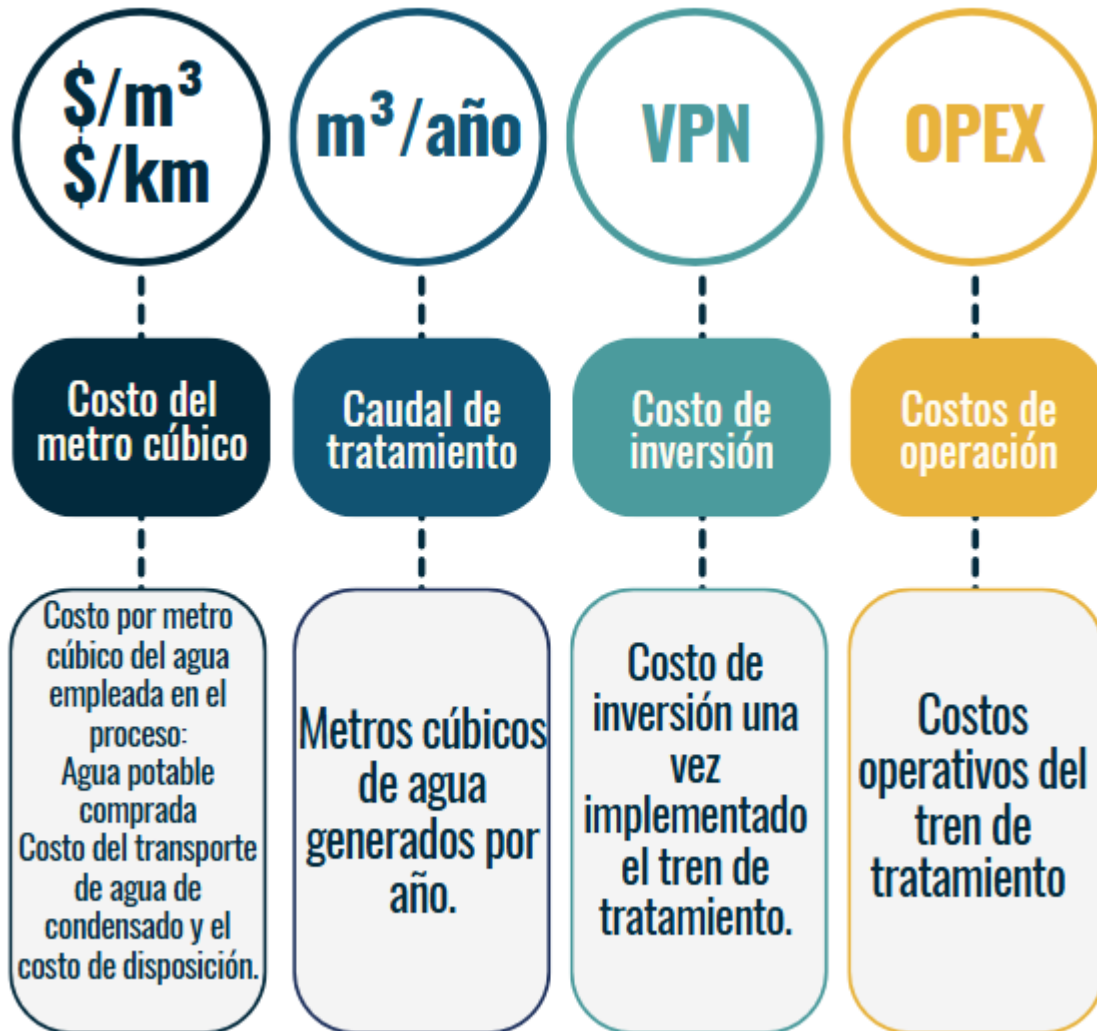 $/m³
$/km
m³/año
VPN
OPEX
Costo del
metro cúbico
Caudal de
tratamiento
Costo de
inversión
Costos de
operación
Costo por metro
cúbico del agua
empleada en el
proceso:
Agua potable
comprada
Costo del transporte
de agua de
condensado y el
costo de disposición.
Metros cúbicos
de agua
generados por
año.
Costo de
inversión una
vez
implementado
el tren de
tratamiento.
Costos
operativos del
tren de
tratamiento